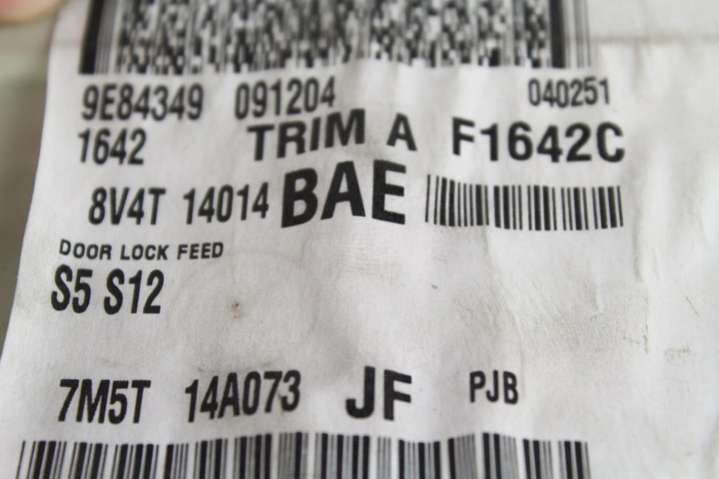 9E84349 091204 040251
1642 TRIM A F1642C
8V4T 14014 BAE
DOOR LOCK FEED
S5 S12
7M5T 14A073 JF PJB